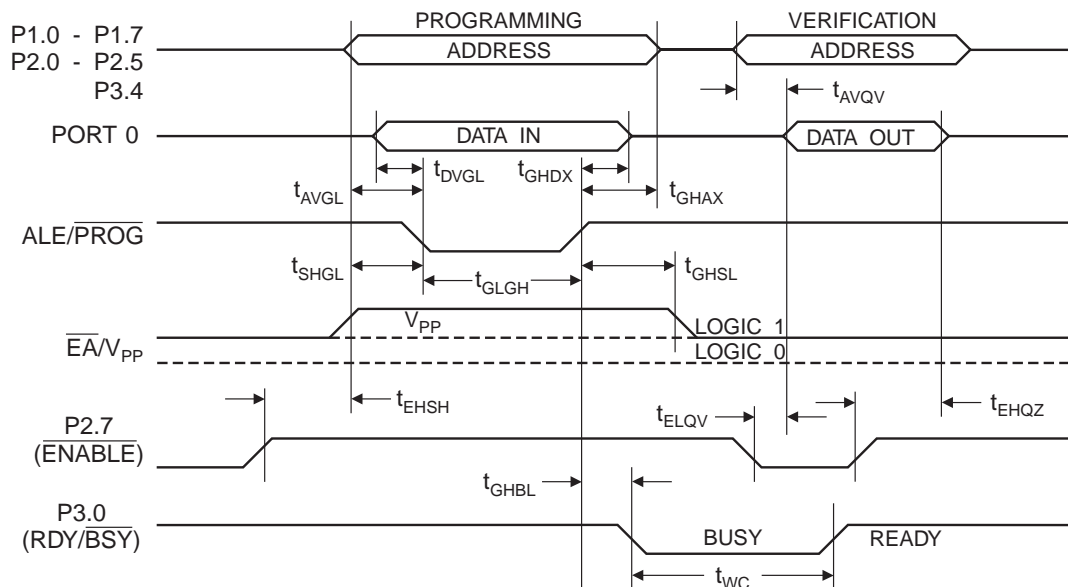 PROGRAMMING
VERIFICATION
P1.0 - P1.7
P2.0 - P2.5
P3.4
ADDRESS
ADDRESS
tAVQV
PORT 0
DATA IN
DATA OUT
tDVGL
tGHDX
tAVGL
tGHAX
ALE/PROG
tSHGL
tGLGH
tGHSL
VPP
LOGIC 1
EA/VPP
LOGIC 0
tEHSH
tELQV
tEHQZ
P2.7
(ENABLE)
tGHBL
P3.0
(RDY/BSY)
BUSY
READY
tWC